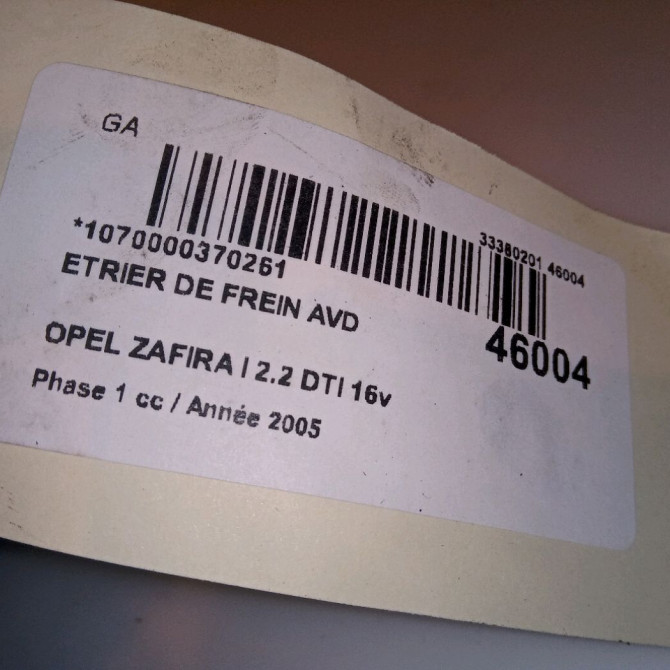 GA
33380201 46004
*1070000370261
ETRIER DE FREIN AVD
46004
OPEL ZAFIRA I 2.2 DTI 16v
Phase 1 cc / Année 2005